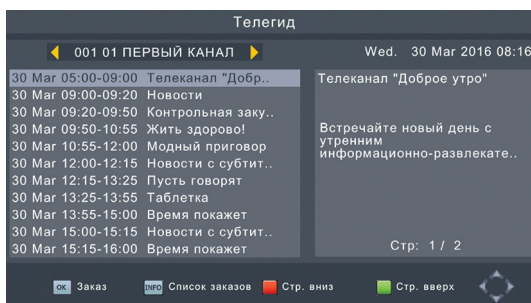 Телегид
001 01 ПЕРВЫЙ КАНАЛ
Wed. 30 Mar 2016 08:16
30 Mar 05:00-09:00 Телеканал "Добр..
30 Mar 09:00-09:20 Новости
30 Mar 09:20-09:50 Контрольная заку..
30 Mar 09:50-10:55 Жить здорово!
30 Mar 10:55-12:00 Модный приговор
30 Mar 12:00-12:15 Новости с субтит..
30 Mar 12:15-13:25 Пусть говорят
30 Mar 13:25-13:55 Таблетка
30 Mar 13:55-15:00 Время покажет
30 Mar 15:00-15:15 Новости с субтит..
30 Mar 15:15-16:00 Время покажет
Телеканал "Доброе утро"
Встречайте новый день с
утренним
информационно-развлекате..
Стр: 1 / 2
OK Заказ
INFO Список заказов
Стр. вниз
Стр. вверх